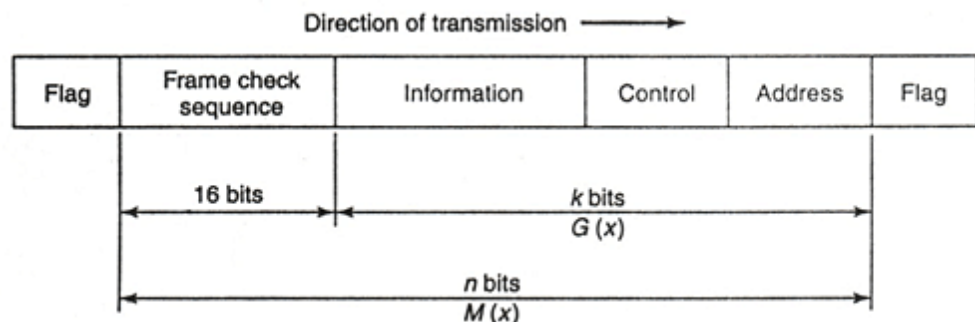 Direction of transmission
Flag
Frame check
sequence
Information
Control
Address
Flag
16 bits
k bits
G (x)
n bits
M (x)